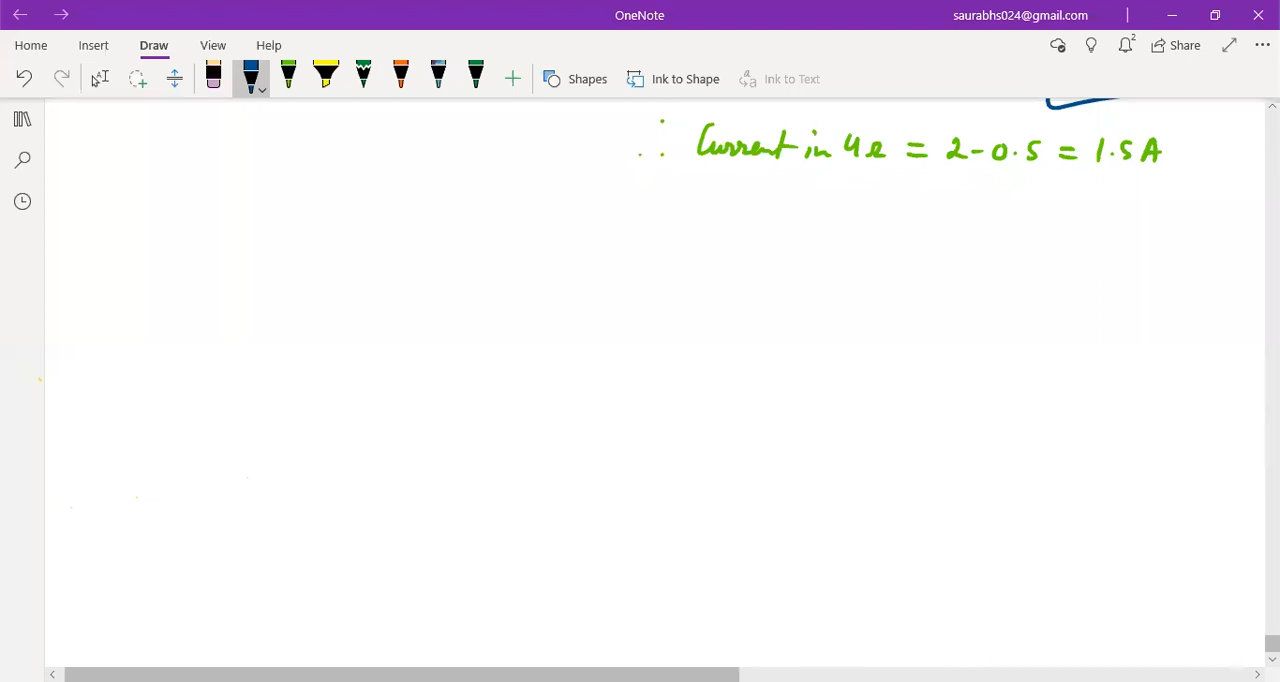 OneNote
saurabhs024@gmail.com
Home Insert Draw View Help
2
Share
Shapes
Ink to Shape
Ink to Text
∴ Current in 4Ω = 2 - 0.5 = 1.5 A